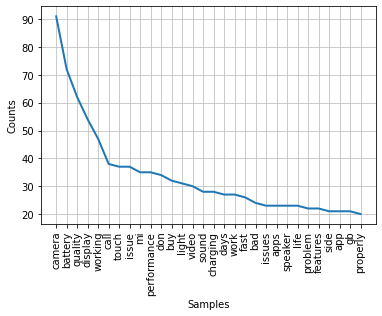 90
80
70
60
50
40
30
20
Counts
camera
battery
quality
display
working
call
touch
issue
mi
performance
don
buy
light
video
sound
charging
days
work
fast
bad
issues
apps
speaker
life
problem
features
side
app
gb
properly
Samples